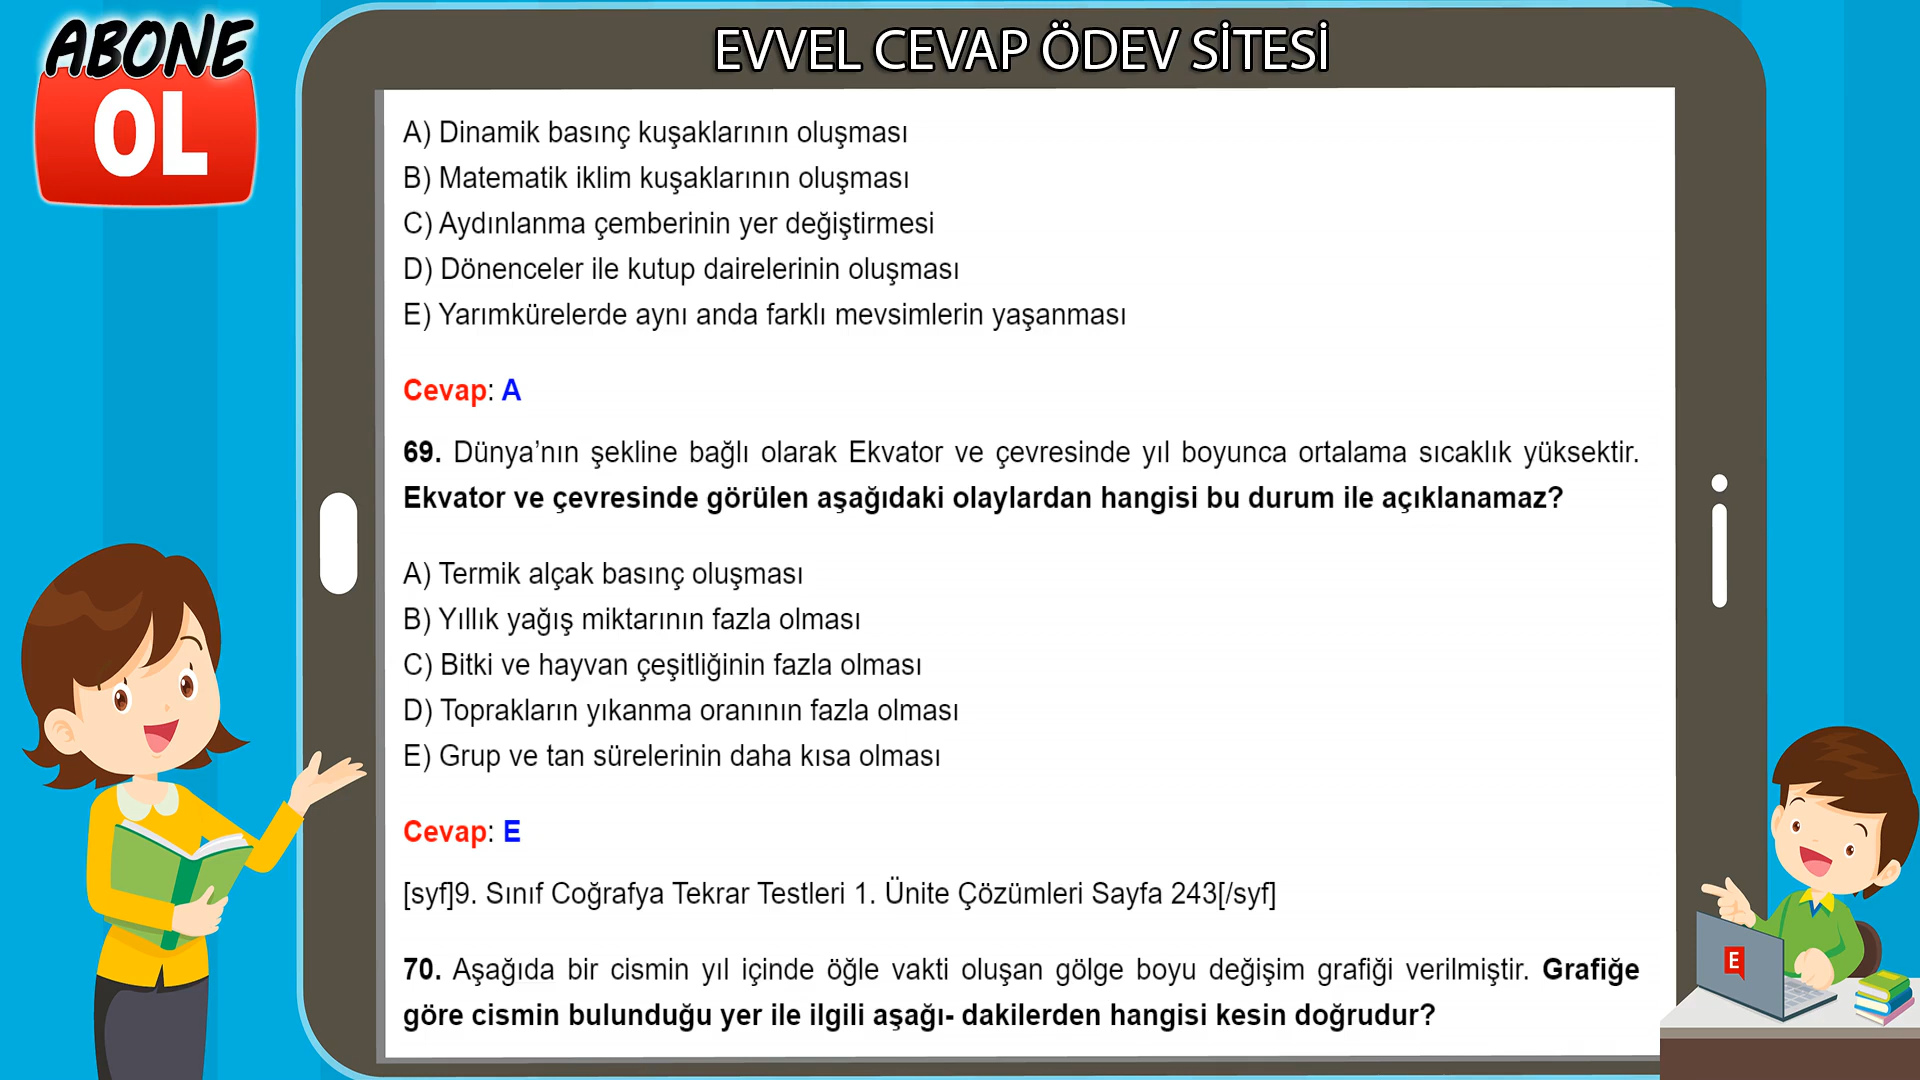 ABONE
OL
EVVEL CEVAP ÖDEV SİTESİ
A) Dinamik basınç kuşaklarının oluşması
B) Matematik iklim kuşaklarının oluşması
C) Aydınlanma çemberinin yer değiştirmesi
D) Dönenceler ile kutup dairelerinin oluşması
E) Yarımkürelerde aynı anda farklı mevsimlerin yaşanması
Cevap: A
69. Dünya’nın şekline bağlı olarak Ekvator ve çevresinde yıl boyunca ortalama sıcaklık yüksektir.
Ekvator ve çevresinde görülen aşağıdaki olaylardan hangisi bu durum ile açıklanamaz?
A) Termik alçak basınç oluşması
B) Yıllık yağış miktarının fazla olması
C) Bitki ve hayvan çeşitliğinin fazla olması
D) Toprakların yıkanma oranının fazla olması
E) Grup ve tan sürelerinin daha kısa olması
Cevap: E
[syf]9. Sınıf Coğrafya Tekrar Testleri 1. Ünite Çözümleri Sayfa 243[/syf]
70. Aşağıda bir cismin yıl içinde öğle vakti oluşan gölge boyu değişim grafiği verilmiştir. Grafiğe
göre cismin bulunduğu yer ile ilgili aşağı- dakilerden hangisi kesin doğrudur?
E